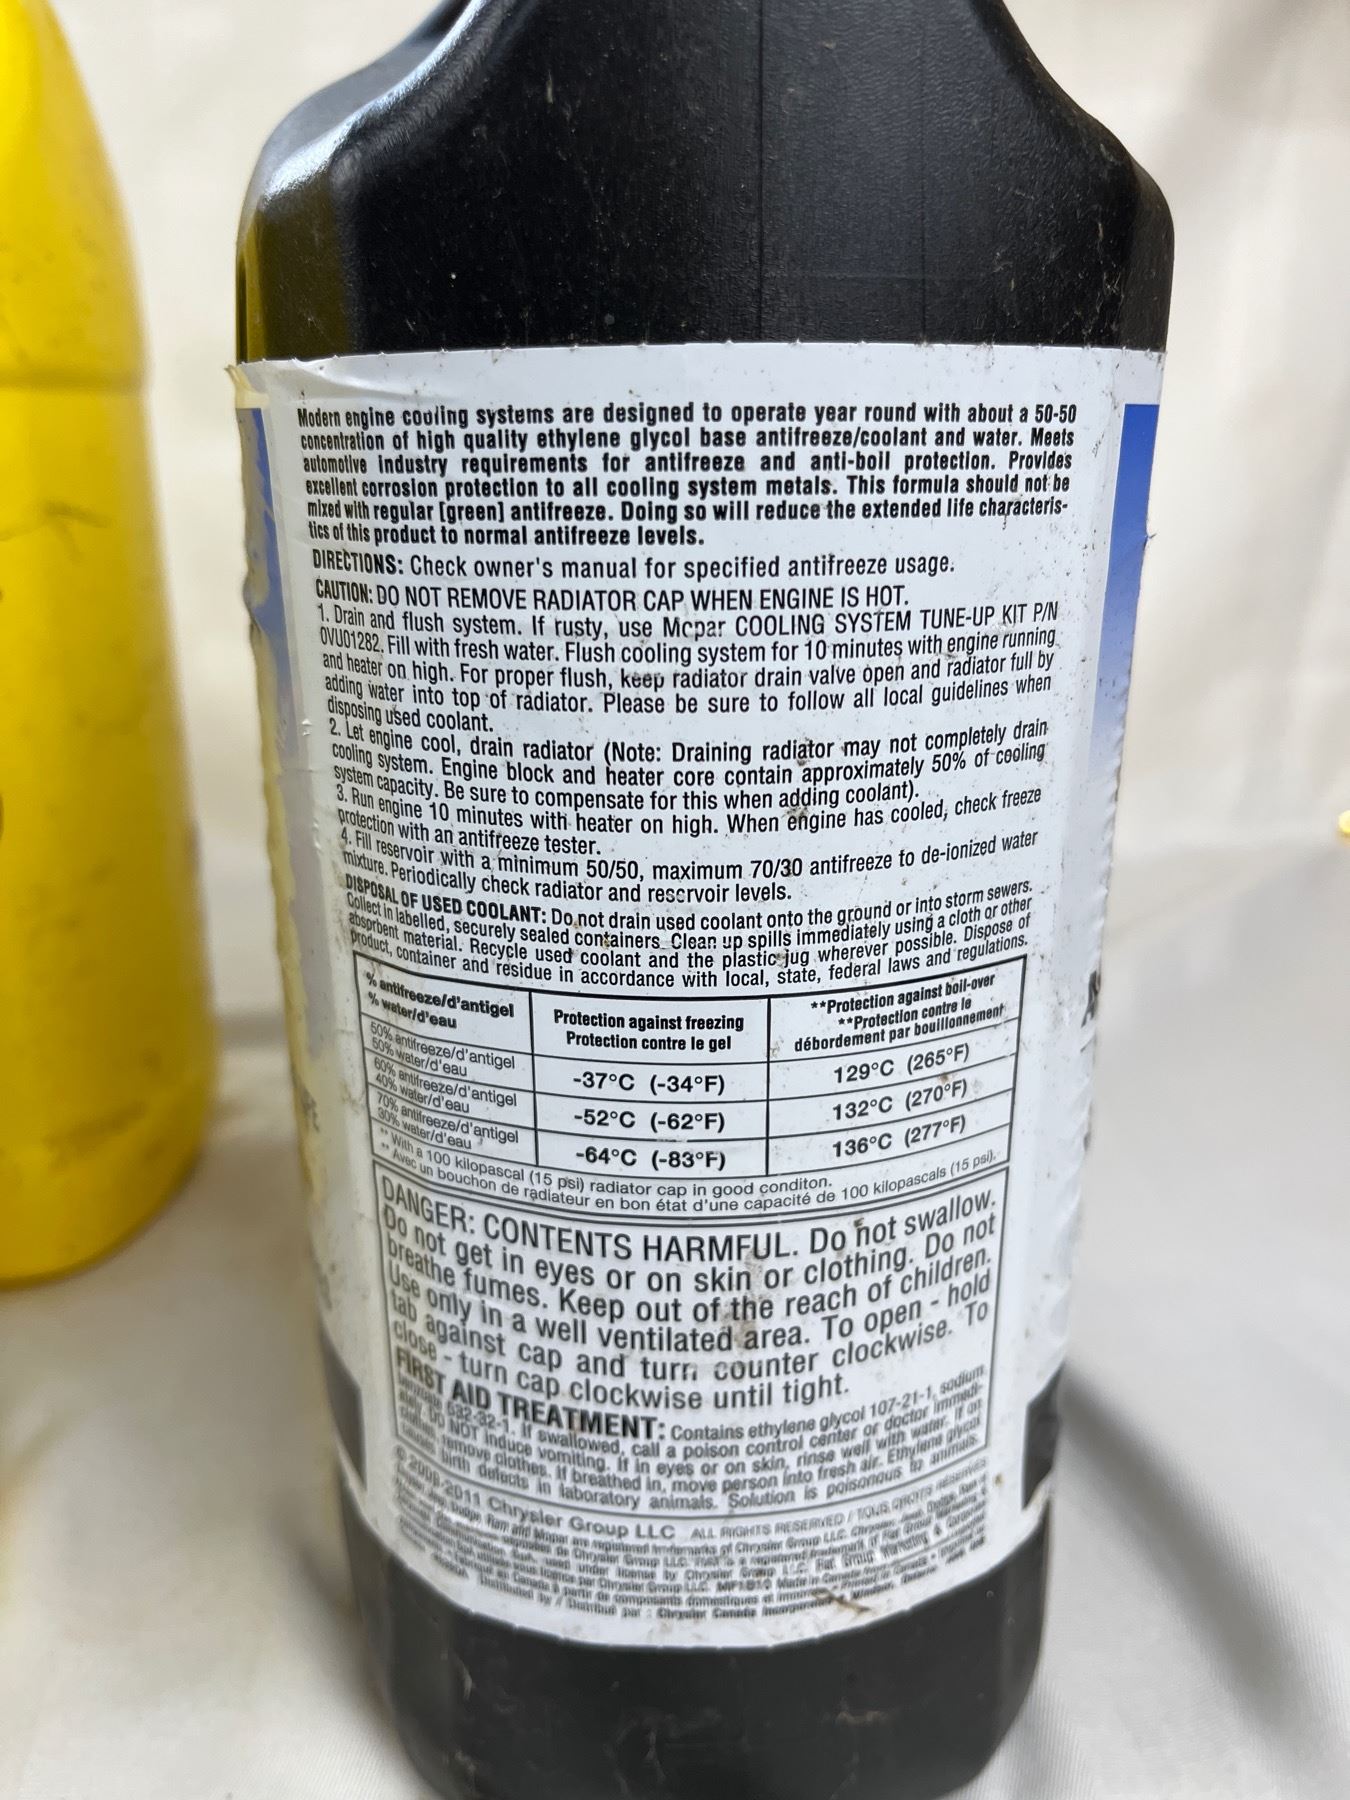 Modern engine cooling systems are designed to operate year round with about a 50-50
concentration of high quality ethylene glycol base antifreeze/coolant and water. Meets
automotive industry requirements for antifreeze and anti-boil protection. Provides
excellent corrosion protection to all cooling system metals. This formula should not be
mixed with regular [green] antifreeze. Doing so will reduce the extended life characteris-
tics of this product to normal antifreeze levels.
DIRECTIONS: Check owner's manual for specified antifreeze usage.
CAUTION: DO NOT REMOVE RADIATOR CAP WHEN ENGINE IS HOT.
1. Drain and flush system. If rusty, use Mopar COOLING SYSTEM TUNE-UP KIT P/N
0VU01282. Fill with fresh water. Flush cooling system for 10 minutes with engine running
and heater on high. For proper flush, keep radiator drain valve open and radiator full by
adding water into top of radiator. Please be sure to follow all local guidelines when
disposing used coolant.
2. Let engine cool, drain radiator (Note: Draining radiator may not completely drain
cooling system. Engine block and heater core contain approximately 50% of cooling
system capacity. Be sure to compensate for this when adding coolant).
3. Run engine 10 minutes with heater on high. When engine has cooled, check freeze
protection with an antifreeze tester.
4. Fill reservoir with a minimum 50/50, maximum 70/30 antifreeze to de-ionized water
mixture. Periodically check radiator and reservoir levels.
DISPOSAL OF USED COOLANT: Do not drain used coolant onto the ground or into storm sewers.
Collect in labelled, securely sealed containers. Clean up spills immediately using a cloth or other
absorbent material. Recycle used coolant and the plastic jug wherever possible. Dispose of
product, container and residue in accordance with local, state, federal laws and regulations.
% antifreeze/d'antigel
% water/d'eau
Protection against freezing
Protection contre le gel
**Protection against boil-over
**Protection contre le
débordement par bouillonnement
50% antifreeze/d'antigel
50% water/d'eau
-37°C (-34°F)
129°C (265°F)
60% antifreeze/d'antigel
40% water/d'eau
-52°C (-62°F)
132°C (270°F)
70% antifreeze/d'antigel
30% water/d'eau
-64°C (-83°F)
136°C (277°F)
** With a 100 kilopascal (15 psi) radiator cap in good conditon.
** Avec un bouchon de radiateur en bon état d'une capacité de 100 kilopascals (15 psi).
DANGER: CONTENTS HARMFUL. Do not swallow.
Do not get in eyes or on skin or clothing. Do not
breathe fumes. Keep out of the reach of children.
Use only in a well ventilated area. To open - hold
tab against cap and turn counter clockwise. To
close - turn cap clockwise until tight.
FIRST AID TREATMENT: Contains ethylene glycol 107-21-1, sodium
532-32-1. If swallowed, call a poison control center or doctor immedi-
DO NOT induce vomiting. If in eyes or on skin, rinse well with water. If on
remove clothes. If breathed in, move person into fresh air. Ethylene glycol
birth defects in laboratory animals. Solution is poisonous to animals.
© 2008-2011 Chrysler Group LLC ALL RIGHTS RESERVED / TOUS DROITS RÉSERVÉS
Distributed by / Distribué par : Chrysler Canada